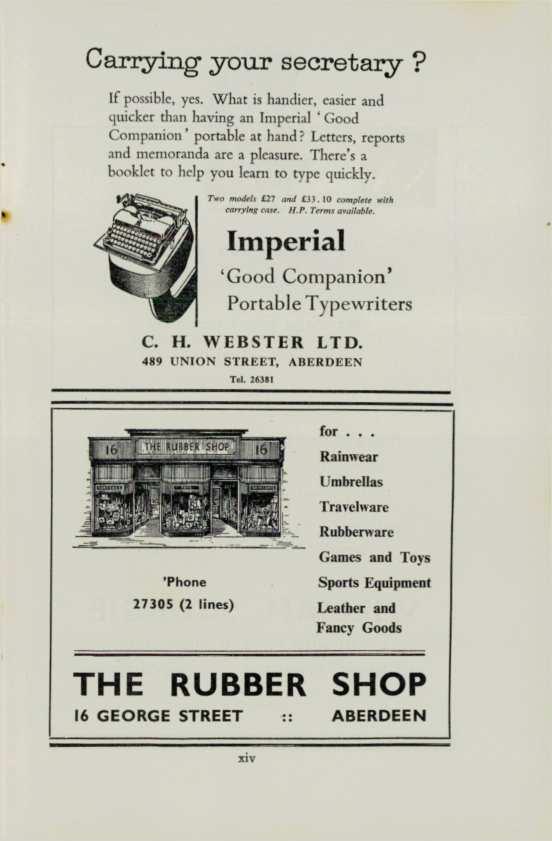 Carrying your secretary ?
If possible, yes. What is handier, easier and
quicker than having an Imperial ‘Good
Companion’ portable at hand? Letters, reports
and memoranda are a pleasure. There's a
booklet to help you learn to type quickly.
Two models £27 and £33.10 complete with
carrying case. H.P. Terms available.
Imperial
‘Good Companion’
Portable Typewriters
C. H. WEBSTER LTD.
489 UNION STREET, ABERDEEN
Tel. 26381
16 THE RUBBER SHOP 16
for . . .
Rainwear
Umbrellas
Travelware
Rubberware
Games and Toys
Sports Equipment
Leather and
Fancy Goods
'Phone
27305 (2 lines)
THE RUBBER SHOP
16 GEORGE STREET :: ABERDEEN
xiv